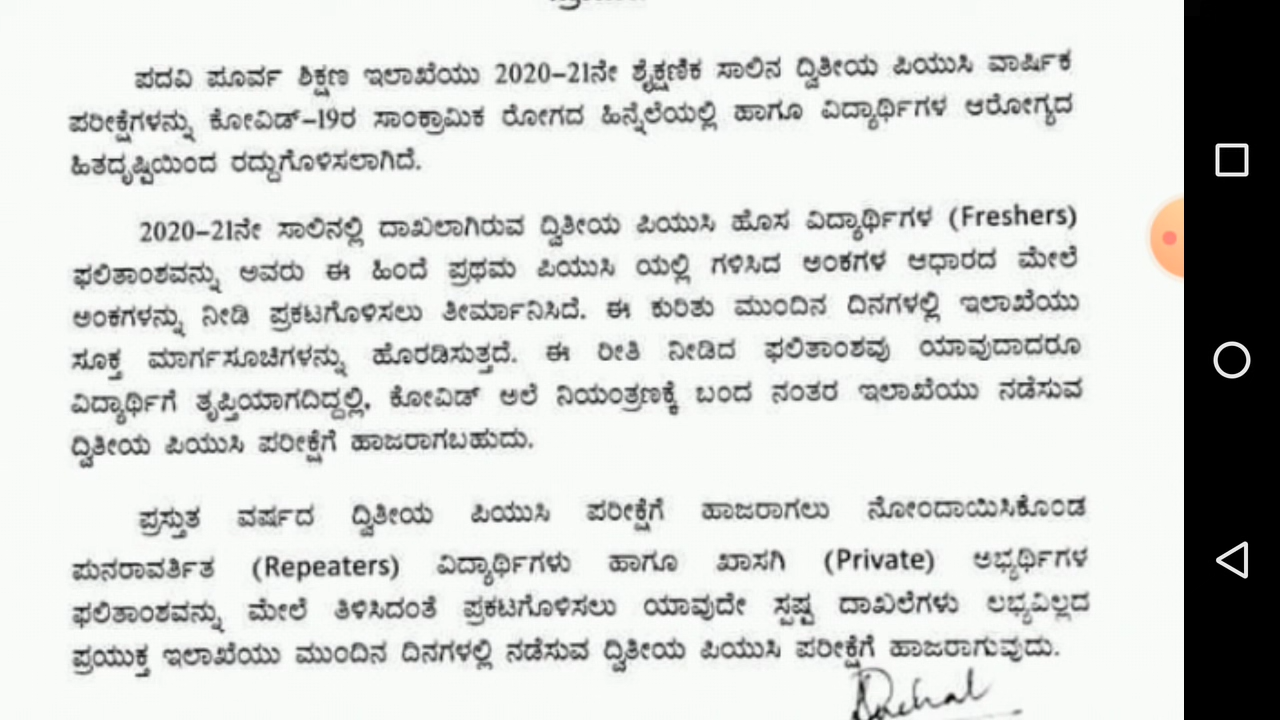 ಪದವಿ ಪೂರ್ವ ಶಿಕ್ಷಣ ಇಲಾಖೆಯು 2020–21ನೇ ಶೈಕ್ಷಣಿಕ ಸಾಲಿನ ದ್ವಿತೀಯ ಪಿಯುಸಿ ವಾರ್ಷಿಕ
ಪರೀಕ್ಷೆಗಳನ್ನು ಕೋವಿಡ್–19ರ ಸಾಂಕ್ರಾಮಿಕ ರೋಗದ ಹಿನ್ನೆಲೆಯಲ್ಲಿ ಹಾಗೂ ವಿದ್ಯಾರ್ಥಿಗಳ ಆರೋಗ್ಯದ
ಹಿತದೃಷ್ಟಿಯಿಂದ ರದ್ದುಗೊಳಿಸಲಾಗಿದೆ.
2020–21ನೇ ಸಾಲಿನಲ್ಲಿ ದಾಖಲಾಗಿರುವ ದ್ವಿತೀಯ ಪಿಯುಸಿ ಹೊಸ ವಿದ್ಯಾರ್ಥಿಗಳ (Freshers)
ಫಲಿತಾಂಶವನ್ನು ಅವರು ಈ ಹಿಂದೆ ಪ್ರಥಮ ಪಿಯುಸಿ ಯಲ್ಲಿ ಗಳಿಸಿದ ಅಂಕಗಳ ಆಧಾರದ ಮೇಲೆ
ಅಂಕಗಳನ್ನು ನೀಡಿ ಪ್ರಕಟಗೊಳಿಸಲು ತೀರ್ಮಾನಿಸಿದೆ. ಈ ಕುರಿತು ಮುಂದಿನ ದಿನಗಳಲ್ಲಿ ಇಲಾಖೆಯು
ಸೂಕ್ತ ಮಾರ್ಗಸೂಚಿಗಳನ್ನು ಹೊರಡಿಸುತ್ತದೆ. ಈ ರೀತಿ ನೀಡಿದ ಫಲಿತಾಂಶವು ಯಾವುದಾದರೂ
ವಿದ್ಯಾರ್ಥಿಗೆ ತೃಪ್ತಿಯಾಗದಿದ್ದಲ್ಲಿ, ಕೋವಿಡ್ ಅಲೆ ನಿಯಂತ್ರಣಕ್ಕೆ ಬಂದ ನಂತರ ಇಲಾಖೆಯು ನಡೆಸುವ
ದ್ವಿತೀಯ ಪಿಯುಸಿ ಪರೀಕ್ಷೆಗೆ ಹಾಜರಾಗಬಹುದು.
ಪ್ರಸ್ತುತ ವರ್ಷದ ದ್ವಿತೀಯ ಪಿಯುಸಿ ಪರೀಕ್ಷೆಗೆ ಹಾಜರಾಗಲು ನೋಂದಾಯಿಸಿಕೊಂಡ
ಪುನರಾವರ್ತಿತ (Repeaters) ವಿದ್ಯಾರ್ಥಿಗಳು ಹಾಗೂ ಖಾಸಗಿ (Private) ಅಭ್ಯರ್ಥಿಗಳ
ಫಲಿತಾಂಶವನ್ನು ಮೇಲೆ ತಿಳಿಸಿದಂತೆ ಪ್ರಕಟಗೊಳಿಸಲು ಯಾವುದೇ ಸ್ಪಷ್ಟ ದಾಖಲೆಗಳು ಲಭ್ಯವಿಲ್ಲದ
ಪ್ರಯುಕ್ತ ಇಲಾಖೆಯು ಮುಂದಿನ ದಿನಗಳಲ್ಲಿ ನಡೆಸುವ ದ್ವಿತೀಯ ಪಿಯುಸಿ ಪರೀಕ್ಷೆಗೆ ಹಾಜರಾಗುವುದು.